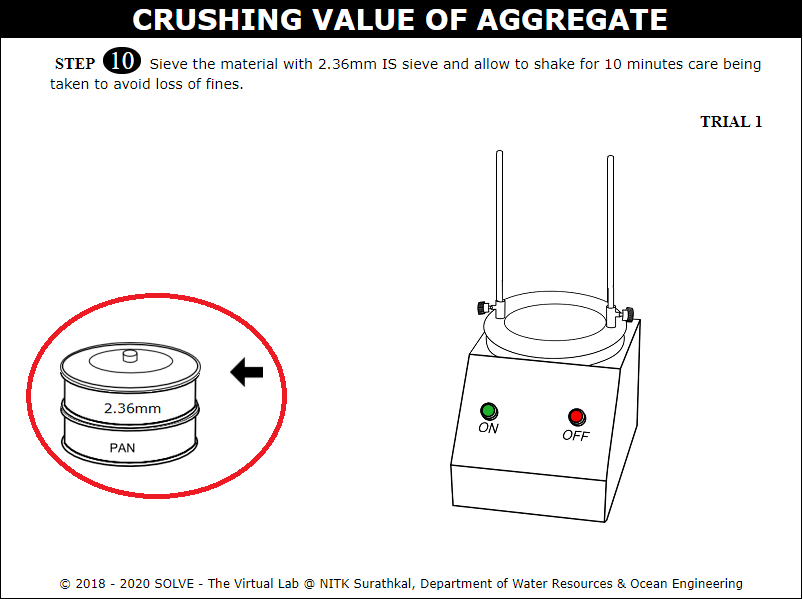 CRUSHING VALUE OF AGGREGATE
STEP 10 Sieve the material with 2.36mm IS sieve and allow to shake for 10 minutes care being
taken to avoid loss of fines.
TRIAL 1
2.36mm
PAN
ON
OFF
© 2018 - 2020 SOLVE - The Virtual Lab @ NITK Surathkal, Department of Water Resources & Ocean Engineering